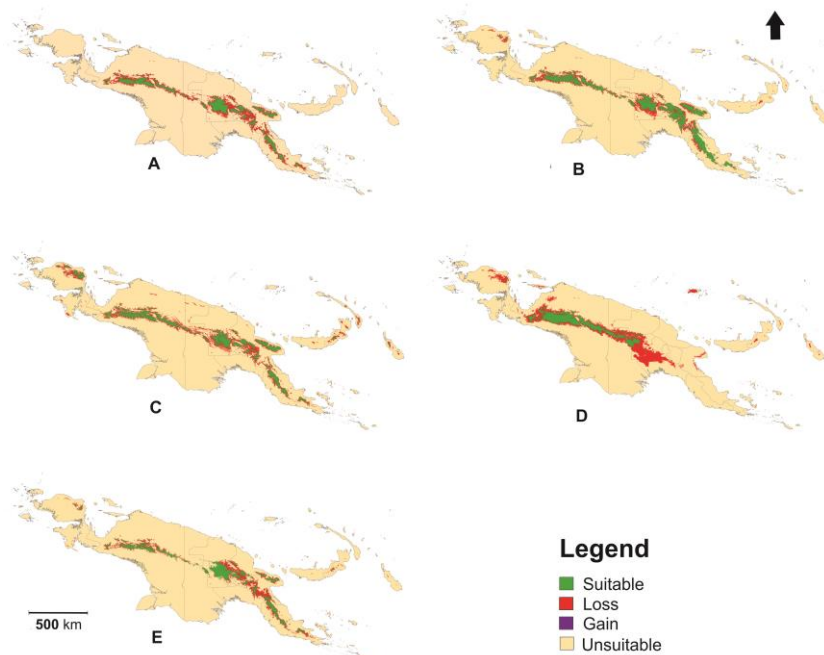 A
B
C
D
E
500 km
Legend
Suitable
Loss
Gain
Unsuitable